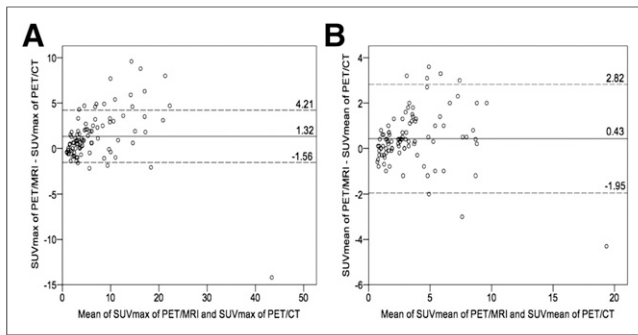 A
B
10
5
0
-5
-10
-15
SUVmax of PET/MRI - SUVmax of PET/CT
4.21
1.32
-1.56
0 10 20 30 40 50
Mean of SUVmax of PET/MRI and SUVmax of PET/CT
4
2
0
-2
-4
-6
SUVmean of PET/MRI - SUVmean of PET/CT
2.82
0.43
-1.95
0 5 10 15 20
Mean of SUVmean of PET/MRI and SUVmean of PET/CT